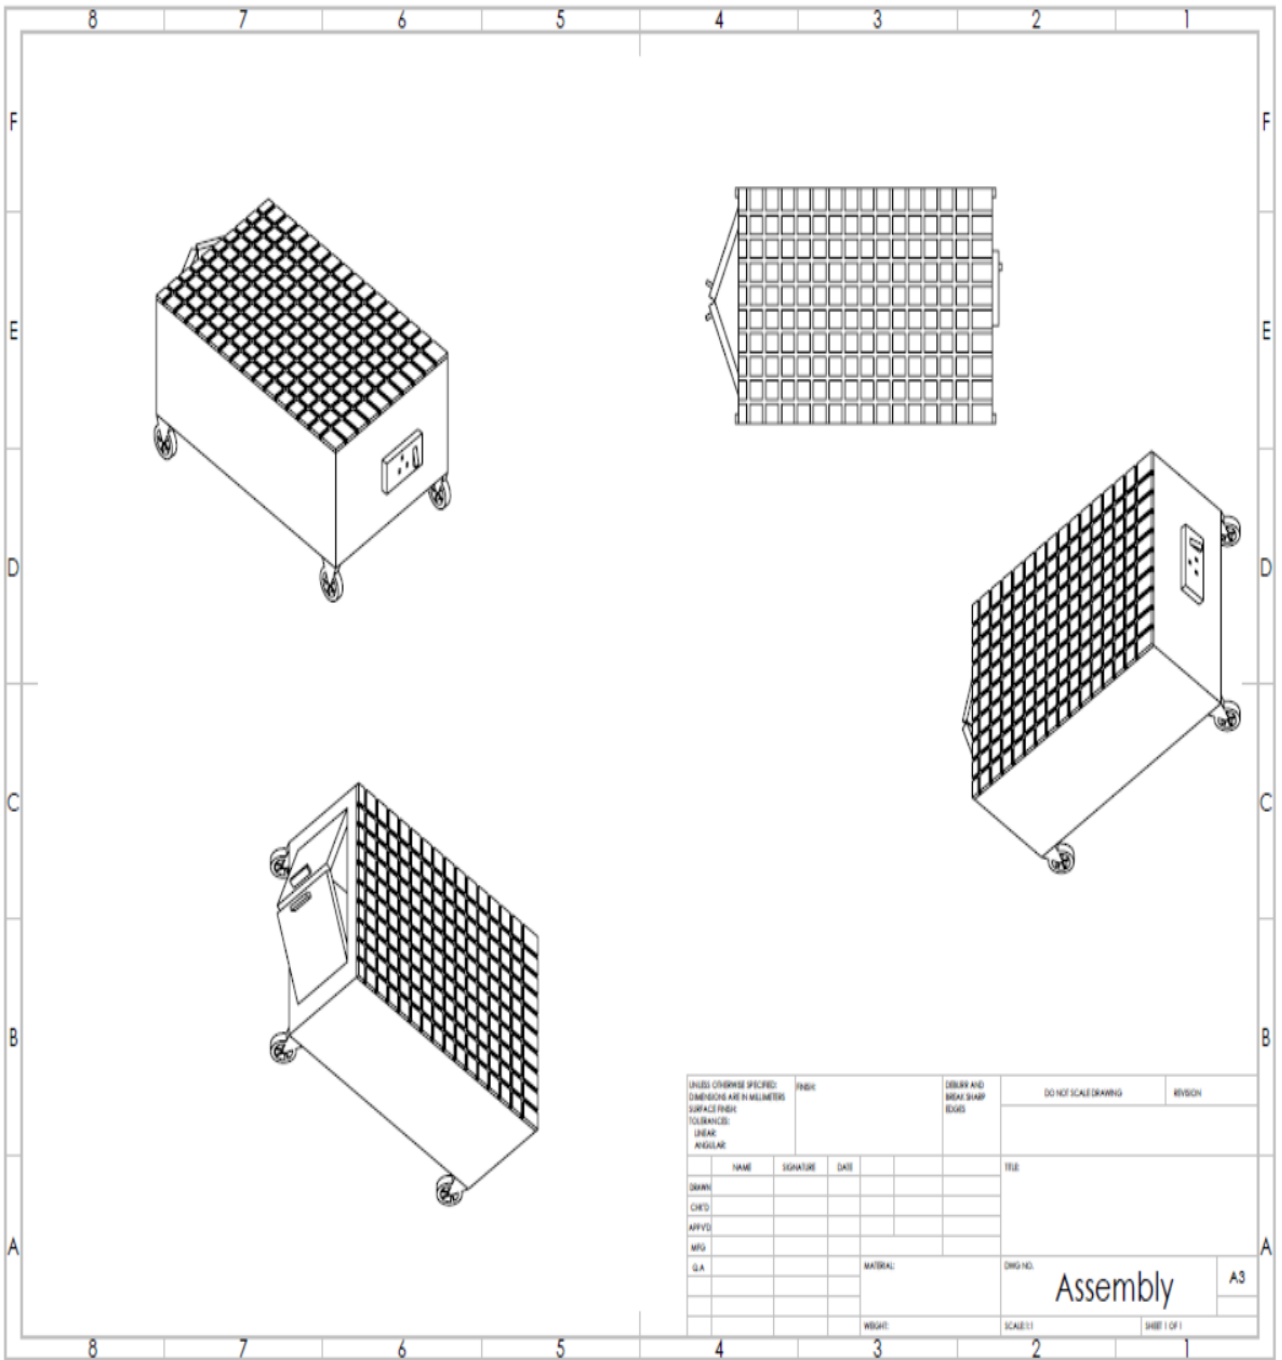 8 7 6 5 4 3 2 1
F F
E E
D D
C C
B B
A A
UNLESS OTHERWISE SPECIFIED:
DIMENSIONS ARE IN MILLIMETERS
SURFACE FINISH:
TOLERANCES:
LINEAR:
ANGULAR:
FINISH:
DEBURR AND
BREAK SHARP
EDGES
DO NOT SCALE DRAWING
REVISION
NAME SIGNATURE DATE
TITLE:
DRAWN
CHK'D
APPV'D
MFG
Q.A
MATERIAL:
DWG NO.
Assembly
A3
WEIGHT:
SCALE:1:1
SHEET 1 OF 1
8 7 6 5 4 3 2 1